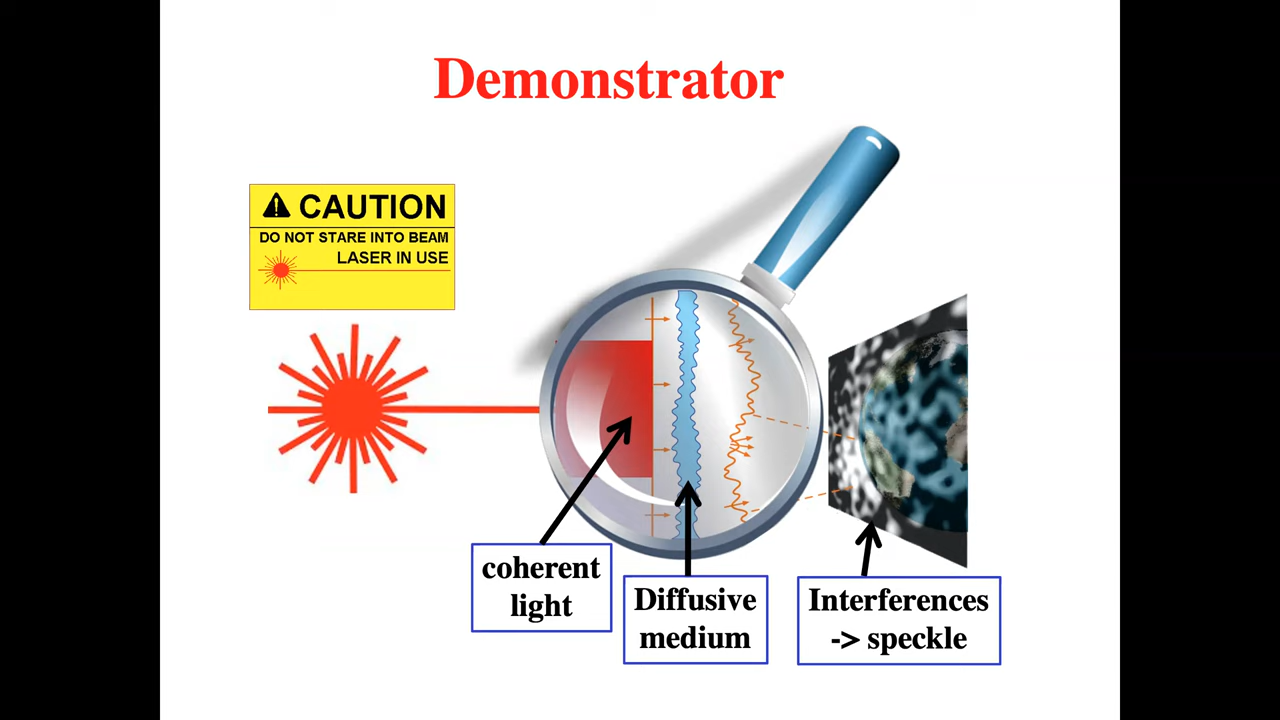 Demonstrator
CAUTION
DO NOT STARE INTO BEAM
LASER IN USE
coherent
light
Diffusive
medium
Interferences
-> speckle